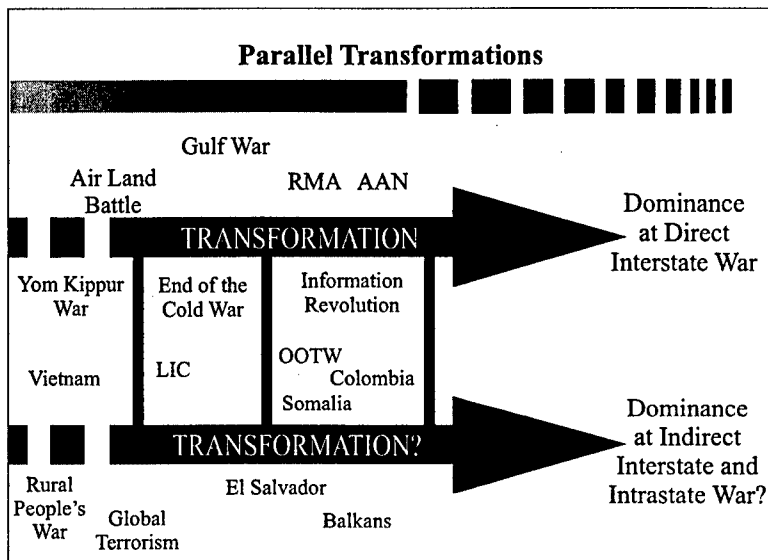 Parallel Transformations
Gulf War
Air Land
Battle
RMA AAN
TRANSFORMATION
Dominance
at Direct
Interstate War
Yom Kippur
War
End of the
Cold War
Information
Revolution
Vietnam
LIC
OOTW
Colombia
Somalia
TRANSFORMATION?
Dominance
at Indirect
Interstate and
Intrastate War?
Rural
People's
War
Global
Terrorism
El Salvador
Balkans